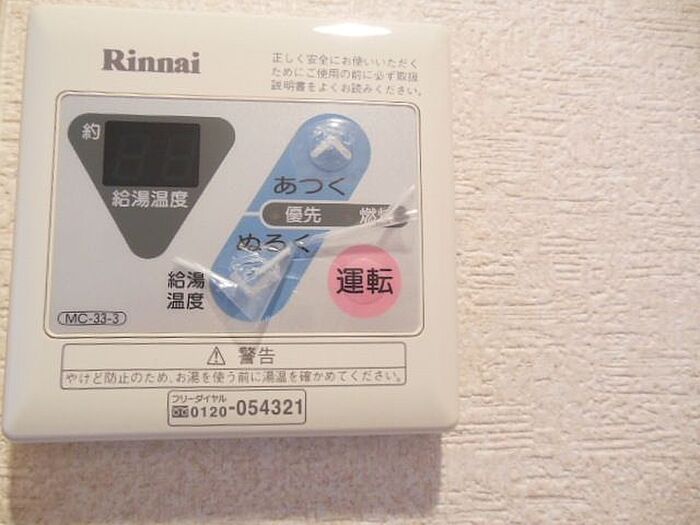 Rinnai
正しく安全にお使いいただく
ためにご使用の前に必ず取扱
説明書をよくお読みください。
約
給湯温度
あつく
優先 燃
ぬるく
給湯
温度
運転
MC-33-3
警告
やけど防止のため、お湯を使う前に湯温を確かめてください。
フリーダイヤル
0120-054321